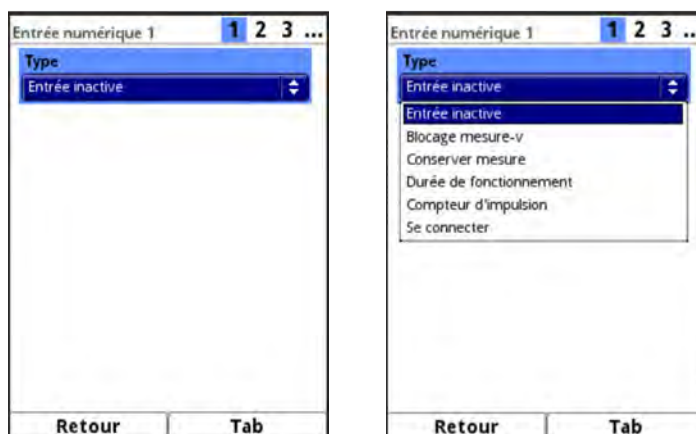 Entrée numérique 1 1 2 3 ...
Type
Entrée inactive
Retour Tab
Entrée numérique 1 1 2 3 ..
Type
Entrée inactive
Entrée inactive
Blocage mesure-v
Conserver mesure
Durée de fonctionnement
Compteur d'impulsion
Se connecter
Retour Tab